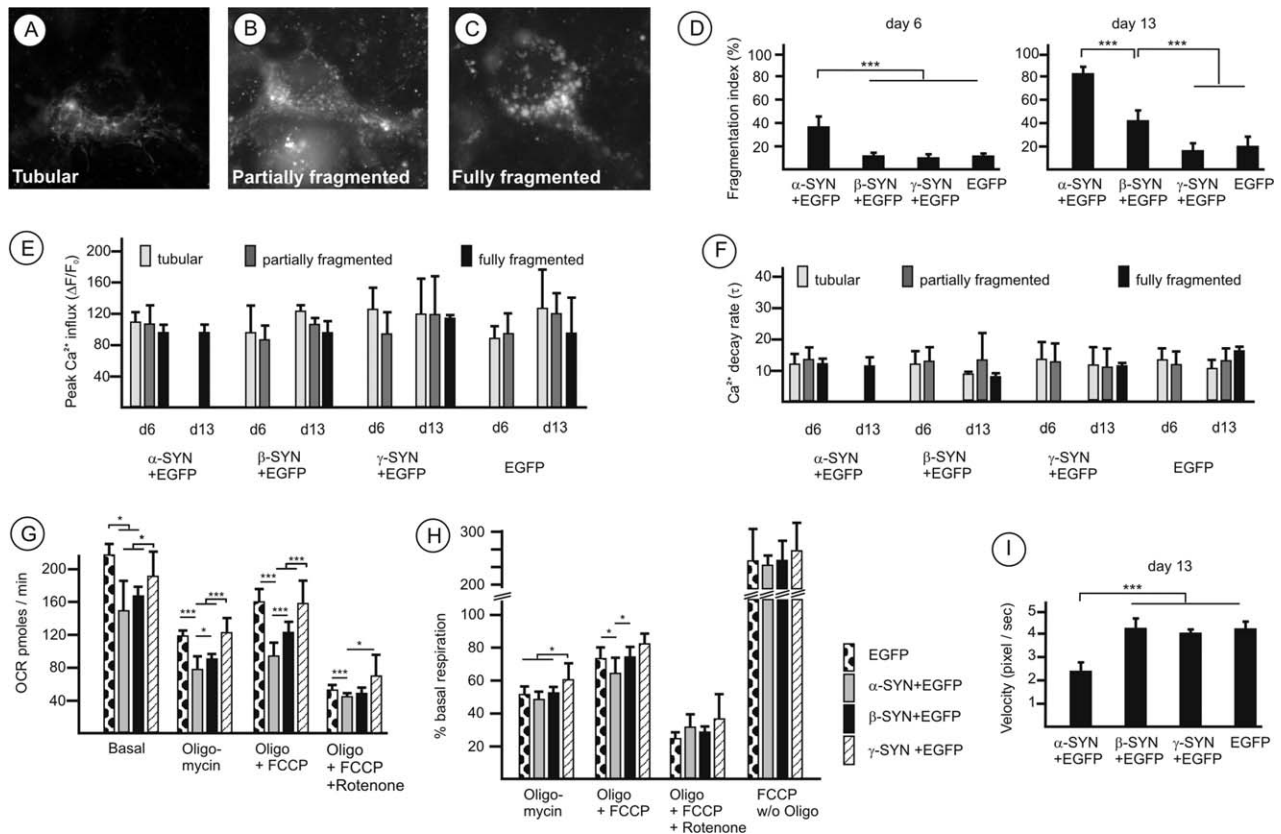 A
Tubular
B
Partially fragmented
C
Fully fragmented
D
day 6
day 13
Fragmentation index (%)
80
60
40
20
***
α-SYN
+EGFP
β-SYN
+EGFP
γ-SYN
+EGFP
EGFP
80
60
40
20
***
***
α-SYN
+EGFP
β-SYN
+EGFP
γ-SYN
+EGFP
EGFP
E
Peak Ca²⁺ influx (ΔF/F₀)
200
160
120
80
40
tubular
partially fragmented
fully fragmented
d6 d13 d6 d13 d6 d13 d6 d13
α-SYN
+EGFP
β-SYN
+EGFP
γ-SYN
+EGFP
EGFP
F
Ca²⁺ decay rate (τ)
40
30
20
10
tubular
partially fragmented
fully fragmented
d6 d13 d6 d13 d6 d13 d6 d13
α-SYN
+EGFP
β-SYN
+EGFP
γ-SYN
+EGFP
EGFP
G
OCR pmoles / min
200
160
120
80
40
*
*
***
***
*
***
***
***
***
*
Basal
Oligo-
mycin
Oligo
+ FCCP
Oligo
+ FCCP
+Rotenone
H
% basal respiration
300
200
100
80
60
40
20
*
*
*
Oligo-
mycin
Oligo
+ FCCP
Oligo
+ FCCP
+ Rotenone
FCCP
w/o Oligo
EGFP
α-SYN+EGFP
β-SYN+EGFP
γ-SYN +EGFP
I
day 13
Velocity (pixel / sec)
5
4
3
2
1
***
α-SYN
+EGFP
β-SYN
+EGFP
γ-SYN
+EGFP
EGFP